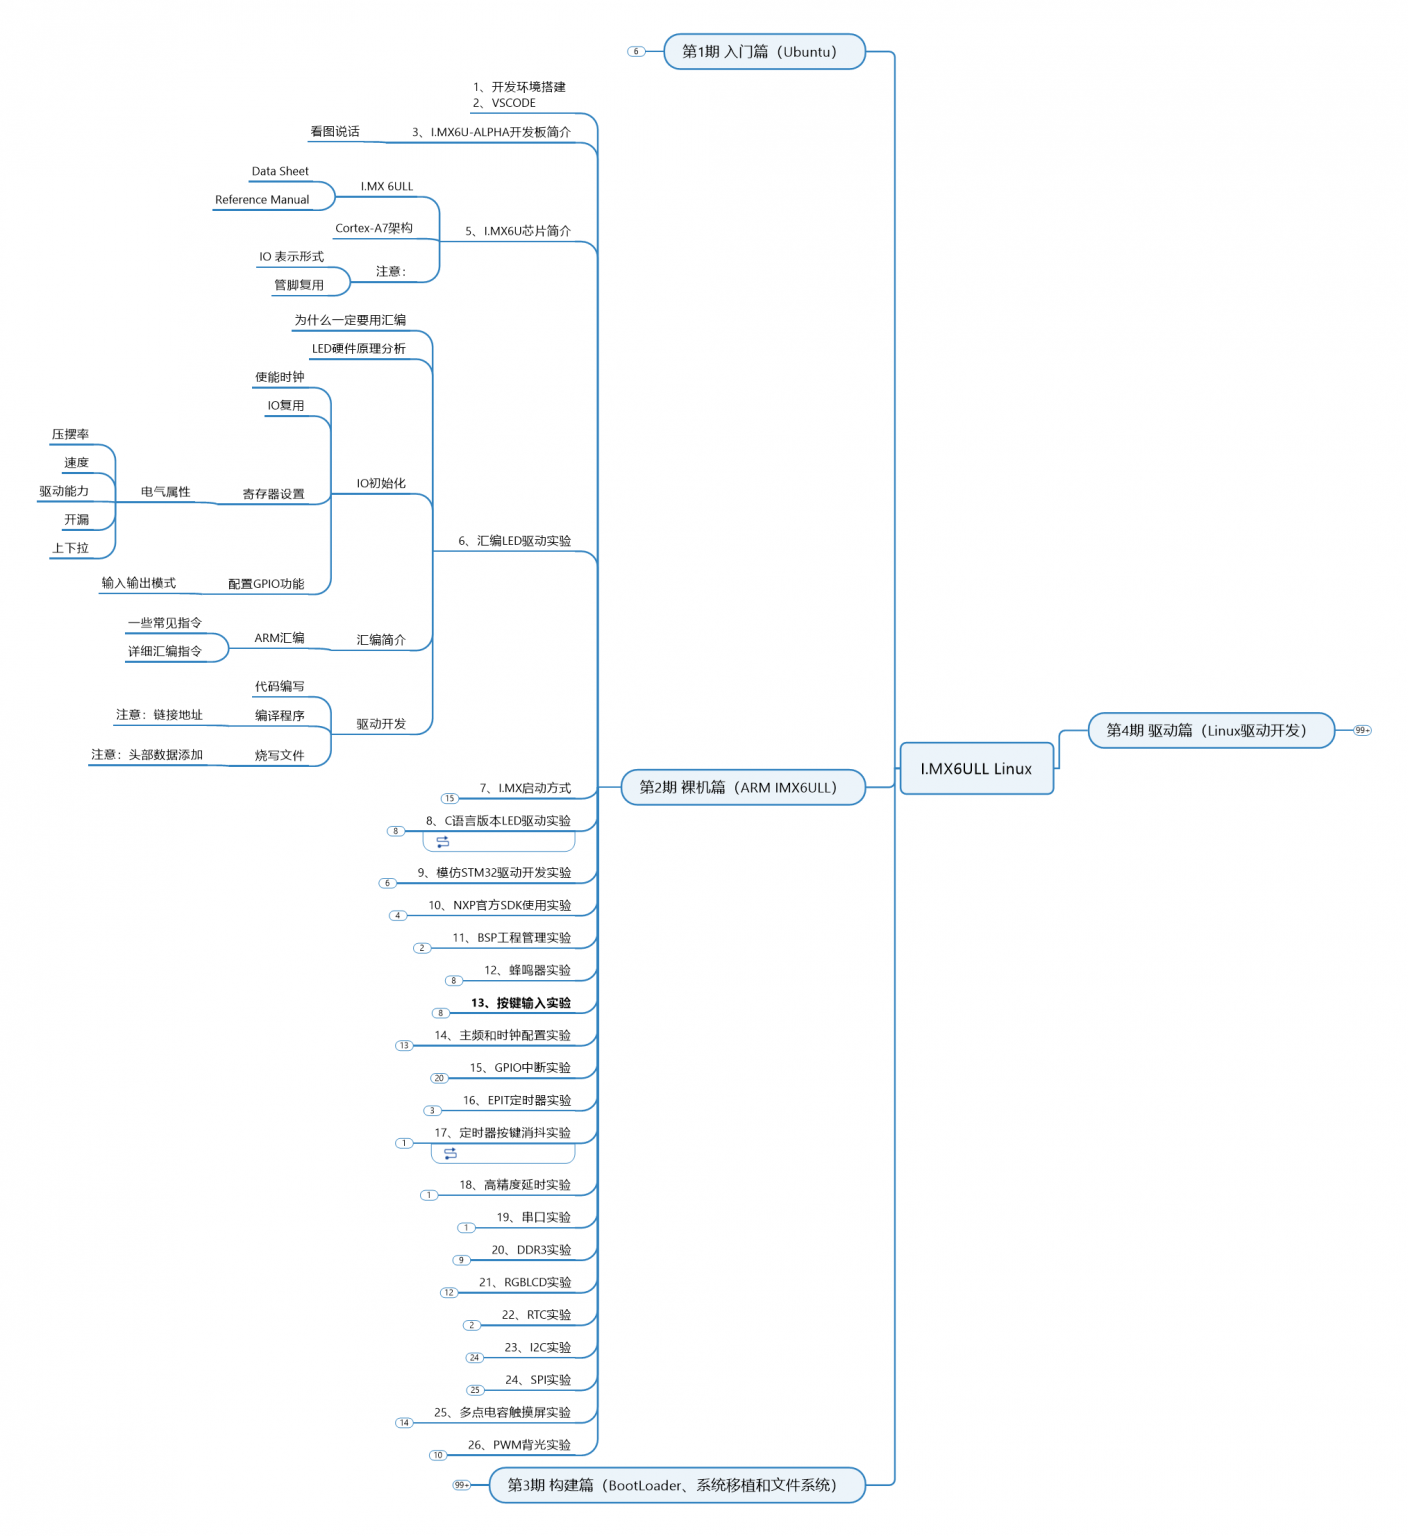 第1期 入门篇（Ubuntu）
6
1、开发环境搭建
2、VSCODE
3、I.MX6U-ALPHA开发板简介
看图说话
5、I.MX6U芯片简介
I.MX 6ULL
Data Sheet
Reference Manual
Cortex-A7架构
注意：
IO 表示形式
管脚复用
6、汇编LED驱动实验
为什么一定要用汇编
LED硬件原理分析
IO初始化
使能时钟
IO复用
寄存器设置
电气属性
压摆率
速度
驱动能力
开漏
上下拉
配置GPIO功能
输入输出模式
汇编简介
ARM汇编
一些常见指令
详细汇编指令
驱动开发
代码编写
编译程序
注意：链接地址
烧写文件
注意：头部数据添加
第2期 裸机篇（ARM IMX6ULL）
I.MX6ULL Linux
第4期 驱动篇（Linux驱动开发）
99+
7、I.MX启动方式
15
8、C语言版本LED驱动实验
8
9、模仿STM32驱动开发实验
6
10、NXP官方SDK使用实验
4
11、BSP工程管理实验
2
12、蜂鸣器实验
8
13、按键输入实验
8
14、主频和时钟配置实验
13
15、GPIO中断实验
20
16、EPIT定时器实验
3
17、定时器按键消抖实验
1
18、高精度延时实验
1
19、串口实验
1
20、DDR3实验
9
21、RGBLCD实验
12
22、RTC实验
2
23、I2C实验
24
24、SPI实验
25
25、多点电容触摸屏实验
14
26、PWM背光实验
10
第3期 构建篇（BootLoader、系统移植和文件系统）
99+